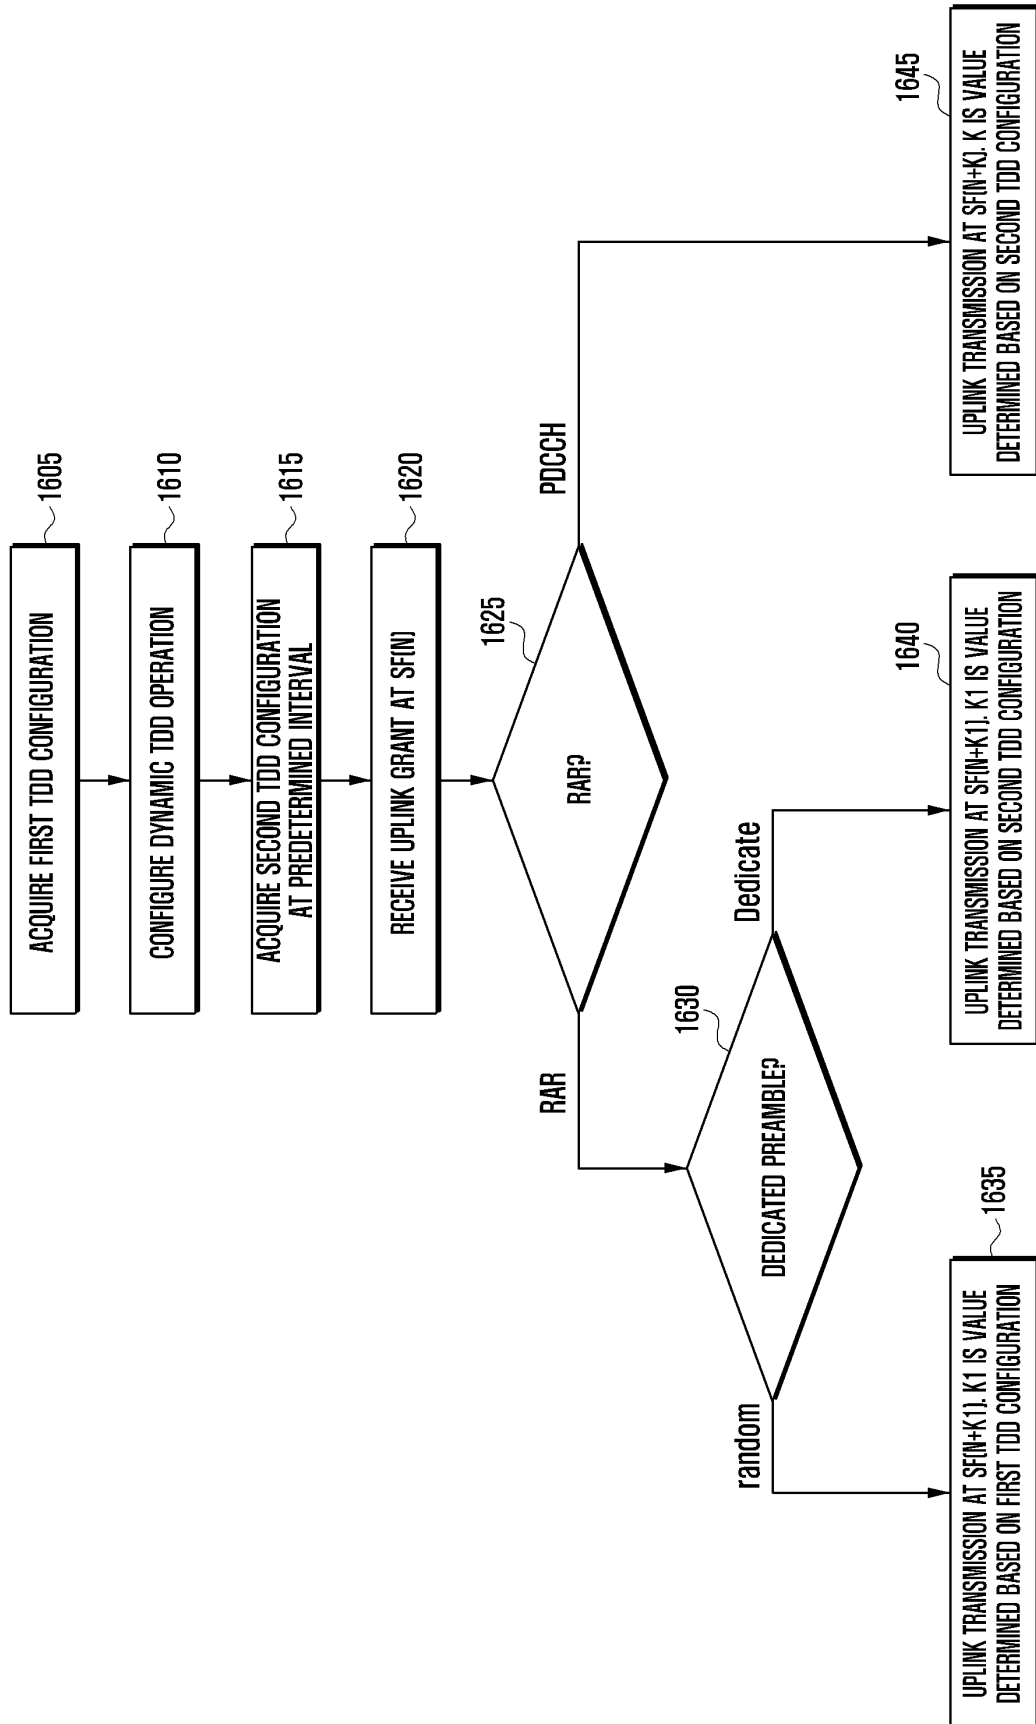 ACQUIRE FIRST TDD CONFIGURATION
1605
CONFIGURE DYNAMIC TDD OPERATION
1610
ACQUIRE SECOND TDD CONFIGURATION
AT PREDETERMINED INTERVAL
1615
RECEIVE UPLINK GRANT AT SF(N)
1620
1625
RAR?
RAR
PDCCH
1630
DEDICATED PREAMBLE?
random
Dedicate
1635
UPLINK TRANSMISSION AT SF(N+K1). K1 IS VALUE
DETERMINED BASED ON FIRST TDD CONFIGURATION
1640
UPLINK TRANSMISSION AT SF(N+K1). K1 IS VALUE
DETERMINED BASED ON SECOND TDD CONFIGURATION
1645
UPLINK TRANSMISSION AT SF(N+K). K IS VALUE
DETERMINED BASED ON SECOND TDD CONFIGURATION